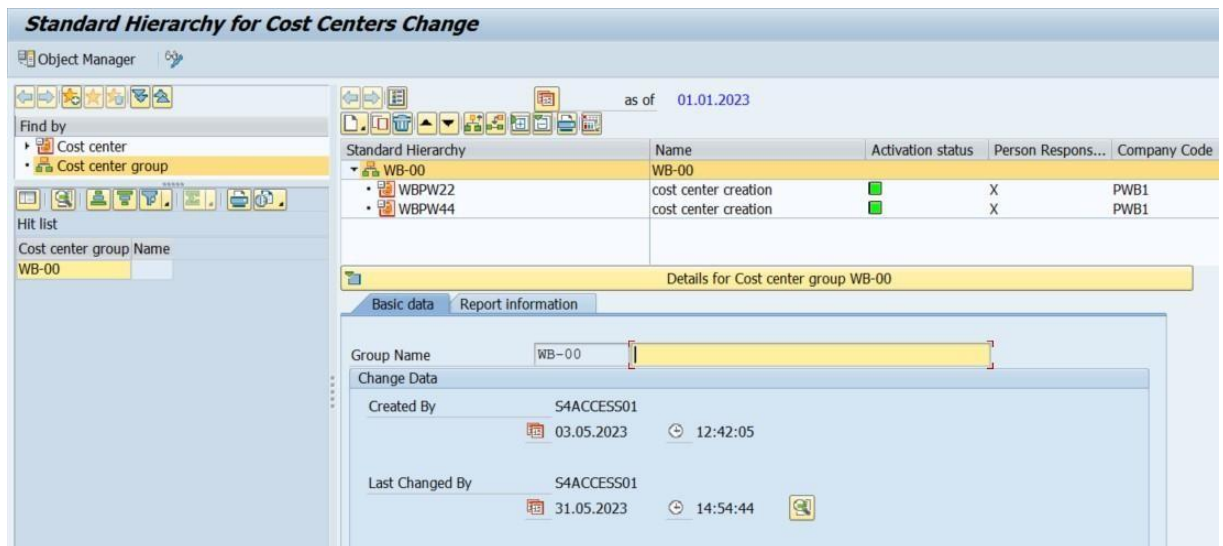 Standard Hierarchy for Cost Centers Change
Object Manager
Find by
Cost center
Cost center group
Hit list
Cost center group Name
WB-00
as of 01.01.2023
Standard Hierarchy Name Activation status Person Respons... Company Code
WB-00 WB-00
WBPW22 cost center creation X PWB1
WBPW44 cost center creation X PWB1
Details for Cost center group WB-00
Basic data Report information
Group Name WB-00
Change Data
Created By S4ACCESS01
03.05.2023 12:42:05
Last Changed By S4ACCESS01
31.05.2023 14:54:44